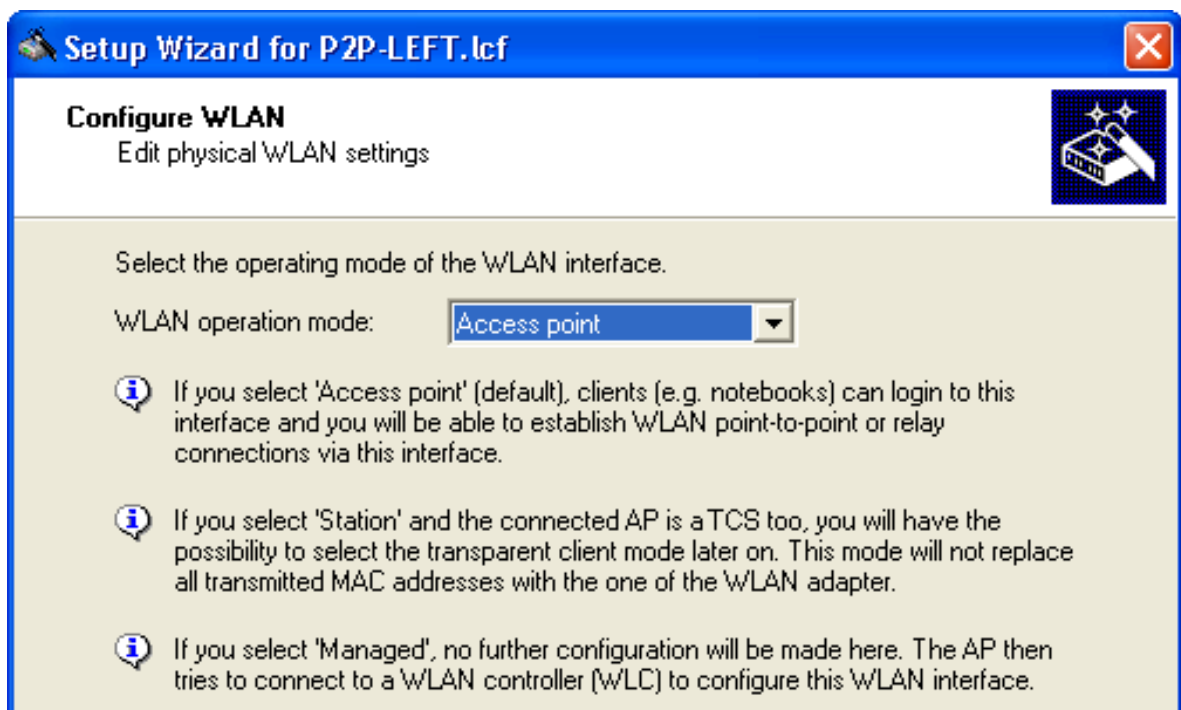 Setup Wizard for P2P-LEFT.lcf
Configure WLAN
Edit physical WLAN settings
Select the operating mode of the WLAN interface.
WLAN operation mode: Access point
If you select 'Access point' (default), clients (e.g. notebooks) can login to this
interface and you will be able to establish WLAN point-to-point or relay
connections via this interface.
If you select 'Station' and the connected AP is a TCS too, you will have the
possibility to select the transparent client mode later on. This mode will not replace
all transmitted MAC addresses with the one of the WLAN adapter.
If you select 'Managed', no further configuration will be made here. The AP then
tries to connect to a WLAN controller (WLC) to configure this WLAN interface.